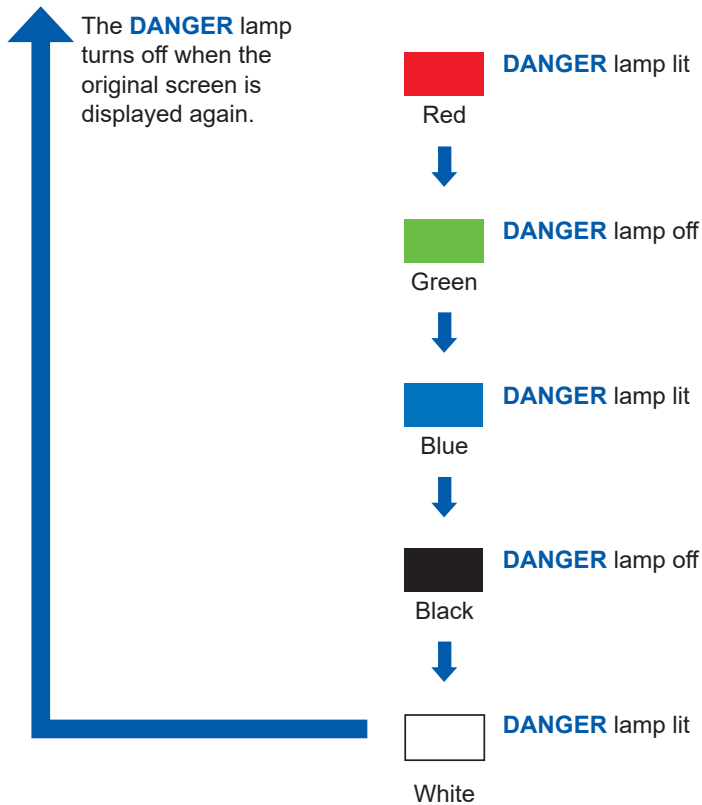 The DANGER lamp
turns off when the
original screen is
displayed again.
DANGER lamp lit
Red
DANGER lamp off
Green
DANGER lamp lit
Blue
DANGER lamp off
Black
DANGER lamp lit
White